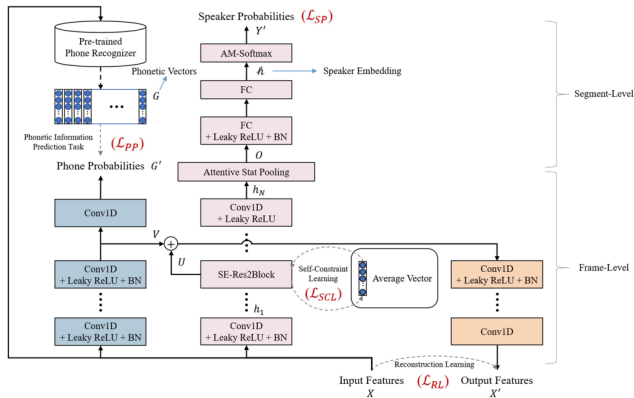 Speaker Probabilities (ℒSP)
Y′
Pre-trained
Phone Recognizer
AM-Softmax
ĥ
Speaker Embedding
Phonetic Vectors
G
FC
Segment-Level
...
FC
+ Leaky ReLU + BN
Phonetic Information
Prediction Task
(ℒPP)
O
Phone Probabilities G′
Attentive Stat Pooling
hN
Conv1D
Conv1D
+ Leaky ReLU
V
+
U
Frame-Level
Conv1D
+ Leaky ReLU + BN
SE-Res2Block
Self-Constraint
Learning
(ℒSCL)
Average Vector
Conv1D
+ Leaky ReLU + BN
h1
Conv1D
+ Leaky ReLU + BN
Conv1D
+ Leaky ReLU + BN
Conv1D
Reconstruction Learning
(ℒRL)
Input Features
X
Output Features
X′